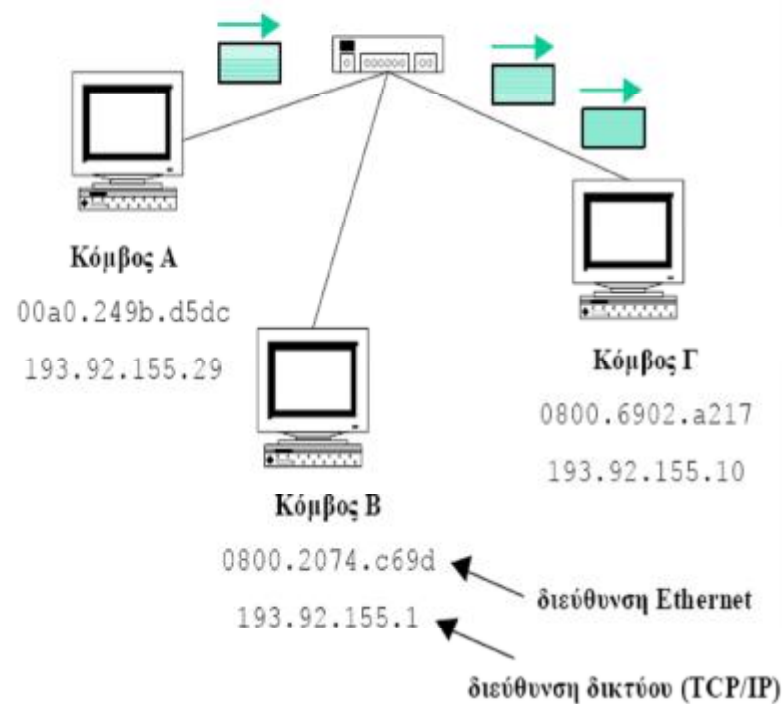 Κόμβος Α
00a0.249b.d5dc
193.92.155.29
Κόμβος Β
0800.2074.c69d
193.92.155.1
Κόμβος Γ
0800.6902.a217
193.92.155.10
διεύθυνση Ethernet
διεύθυνση δικτύου (TCP/IP)